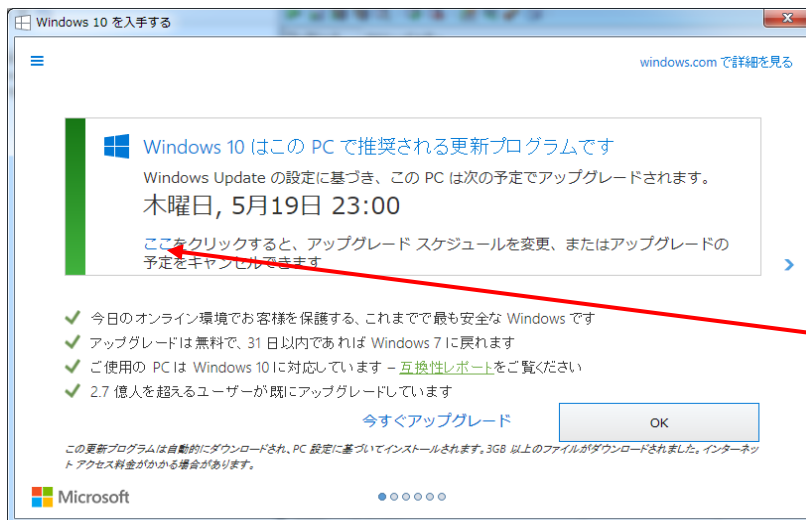 Windows 10 を入手する
windows.com で詳細を見る
Windows 10 はこの PC で推奨される更新プログラムです
Windows Update の設定に基づき、この PC は次の予定でアップグレードされます。
木曜日, 5月19日 23:00
ここをクリックすると、アップグレード スケジュールを変更、またはアップグレードの
予定をキャンセルできます
今日のオンライン環境でお客様を保護する、これまでで最も安全な Windows です
アップグレードは無料で、31 日以内であれば Windows 7 に戻れます
ご使用の PC は Windows 10 に対応しています – 互換性レポートをご覧ください
2.7 億人を超えるユーザーが既にアップグレードしています
今すぐアップグレード
OK
この更新プログラムは自動的にダウンロードされ、PC 設定に基づいてインストールされます。3GB 以上のファイルがダウンロードされました。インターネッ
ト アクセス料金がかかる場合があります。
Microsoft